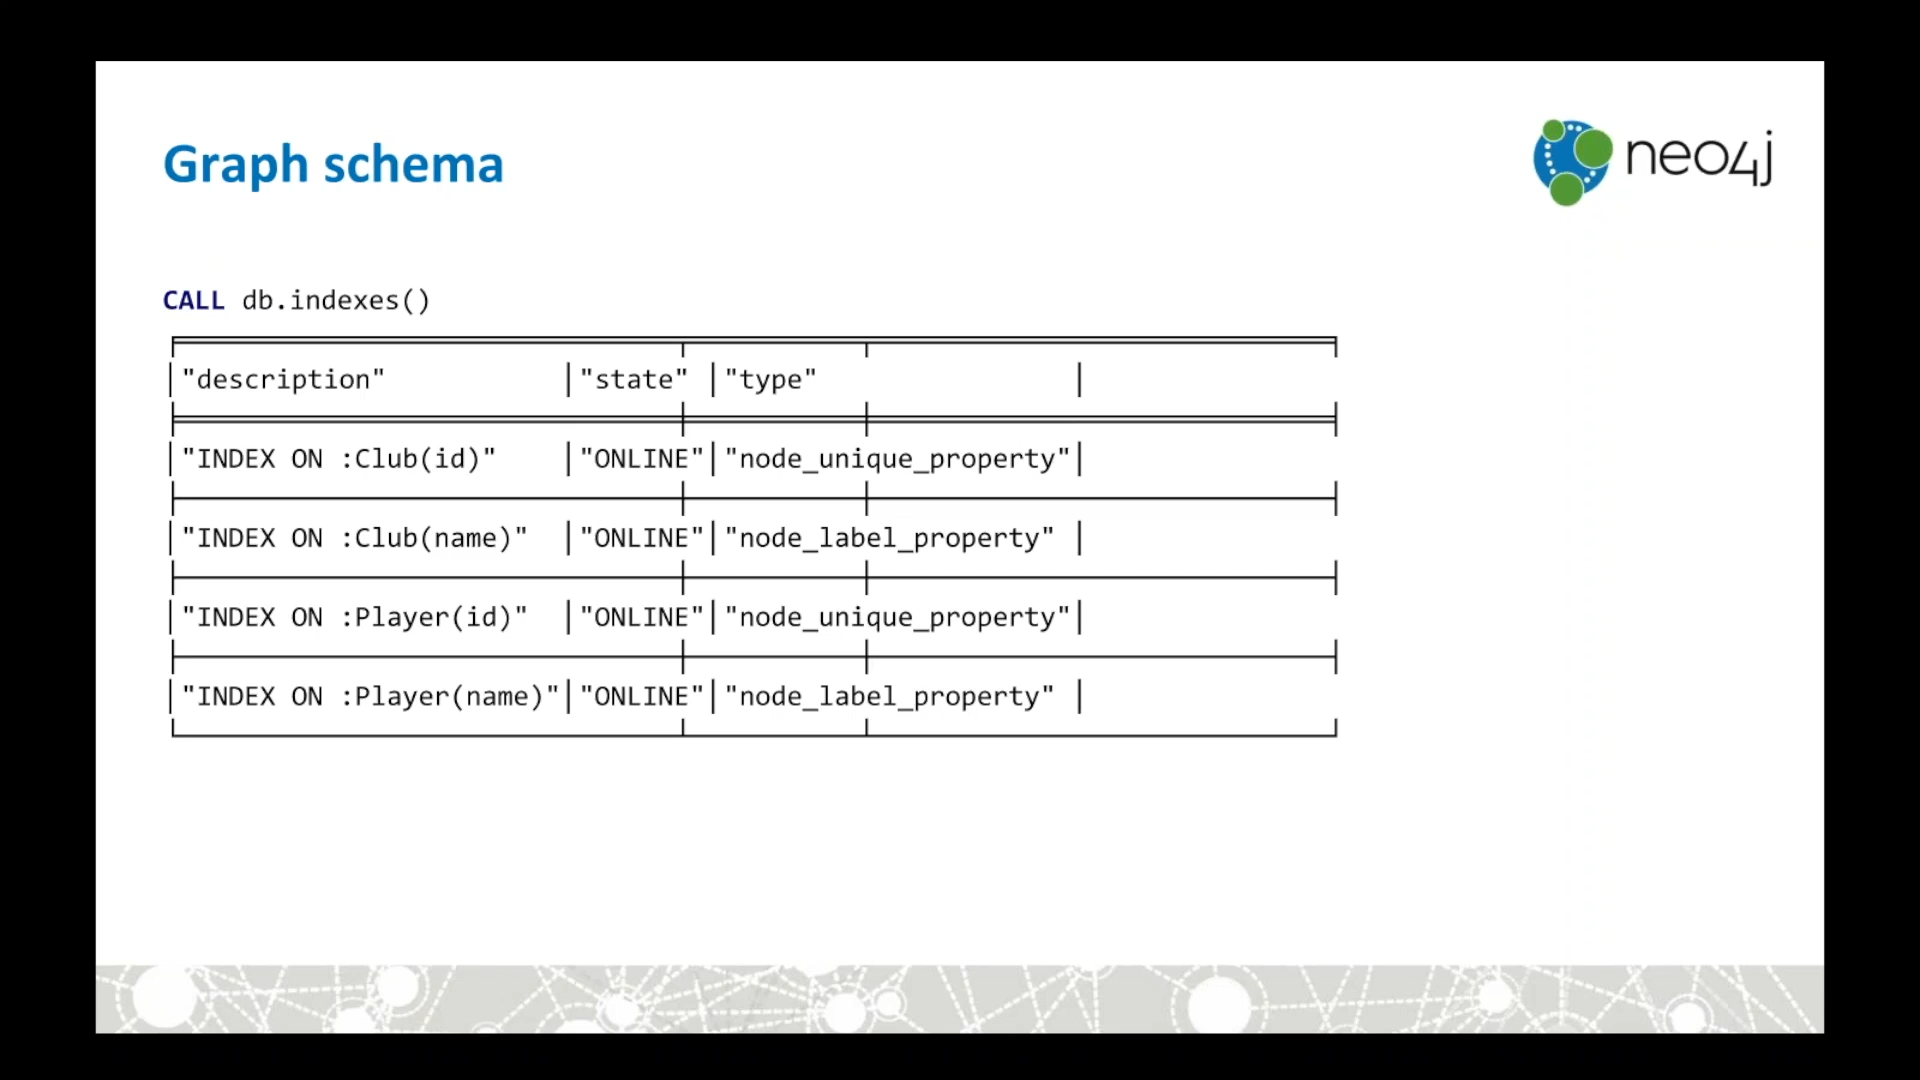 Graph schema
neo4j
CALL db.indexes()
│"description" │"state" │"type" │
│"INDEX ON :Club(id)" │"ONLINE"│"node_unique_property"│
│"INDEX ON :Club(name)" │"ONLINE"│"node_label_property" │
│"INDEX ON :Player(id)" │"ONLINE"│"node_unique_property"│
│"INDEX ON :Player(name)"│"ONLINE"│"node_label_property" │